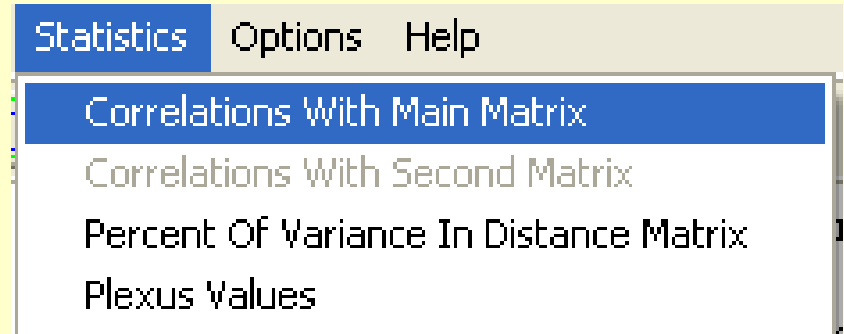 Statistics Options Help
Correlations With Main Matrix
Correlations With Second Matrix
Percent Of Variance In Distance Matrix
Plexus Values